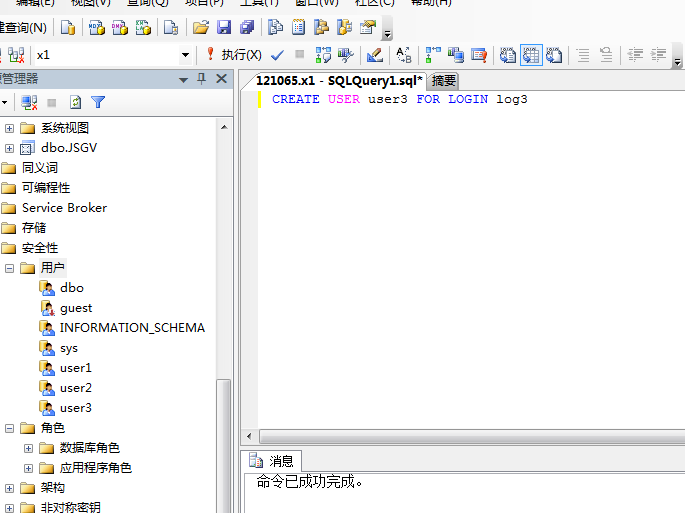 编辑(E) 视图(V) 查询(Q) 项目(P) 工具(T) 窗口(W) 社区(C) 帮助(H)
建查询(N)
x1 执行(X)
管理器
121065.x1 - SQLQuery1.sql* 摘要
CREATE USER user3 FOR LOGIN log3
系统视图
dbo.JSGV
同义词
可编程性
Service Broker
存储
安全性
用户
dbo
guest
INFORMATION_SCHEMA
sys
user1
user2
user3
角色
数据库角色
应用程序角色
架构
非对称密钥
消息
命令已成功完成。